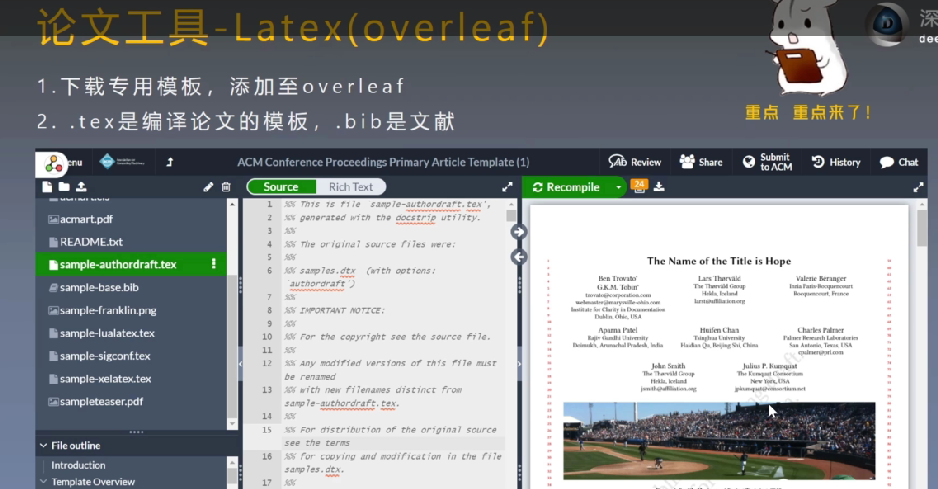 论文工具-Latex(overleaf)
深
dee
1.下载专用模板，添加至overleaf
2. .tex是编译论文的模板，.bib是文献
重点 重点来了！
enu
ACM Conference Proceedings Primary Article Template (1)
Review
Share
Submit to ACM
History
Chat
Source
Rich Text
Recompile
24
acmart.pdf
README.txt
sample-authordraft.tex
sample-base.bib
sample-franklin.png
sample-lualatex.tex
sample-sigconf.tex
sample-xelatex.tex
sampleteaser.pdf
File outline
Introduction
Template Overview
1 %% This is file `sample-authordraft.tex',
2 %% generated with the docstrip utility.
3 %%
4 %% The original source files were:
5 %%
6 %% samples.dtx (with options:
`authordraft')
7 %%
8 %% IMPORTANT NOTICE:
9 %%
10 %% For the copyright see the source file.
11 %%
12 %% Any modified versions of this file must
be renamed
13 %% with new filenames distinct from
sample-authordraft.tex.
14 %%
15 %% For distribution of the original source
see the terms
16 %% for copying and modification in the file
samples.dtx.
17 %%
The Name of the Title is Hope
Ben Trovato*
G.K.M. Tobin*
trovato@corporation.com
webmaster@marysville-ohio.com
Institute for Clarity in Documentation
Dublin, Ohio, USA
Lars Thørväld
The Thørväld Group
Hekla, Iceland
larst@affiliation.org
Valerie Béranger
Inria Paris-Rocquencourt
Rocquencourt, France
Aparna Patel
Rajiv Gandhi University
Doimukh, Arunachal Pradesh, India
Huifen Chan
Tsinghua University
Haidian Qu, Beijing Shi, China
Charles Palmer
Palmer Research Laboratories
San Antonio, Texas, USA
cpalmer@prl.com
John Smith
The Thørväld Group
Hekla, Iceland
jsmith@affiliation.org
Julius P. Kumquat
The Kumquat Consortium
New York, USA
jpkumquat@consortium.net